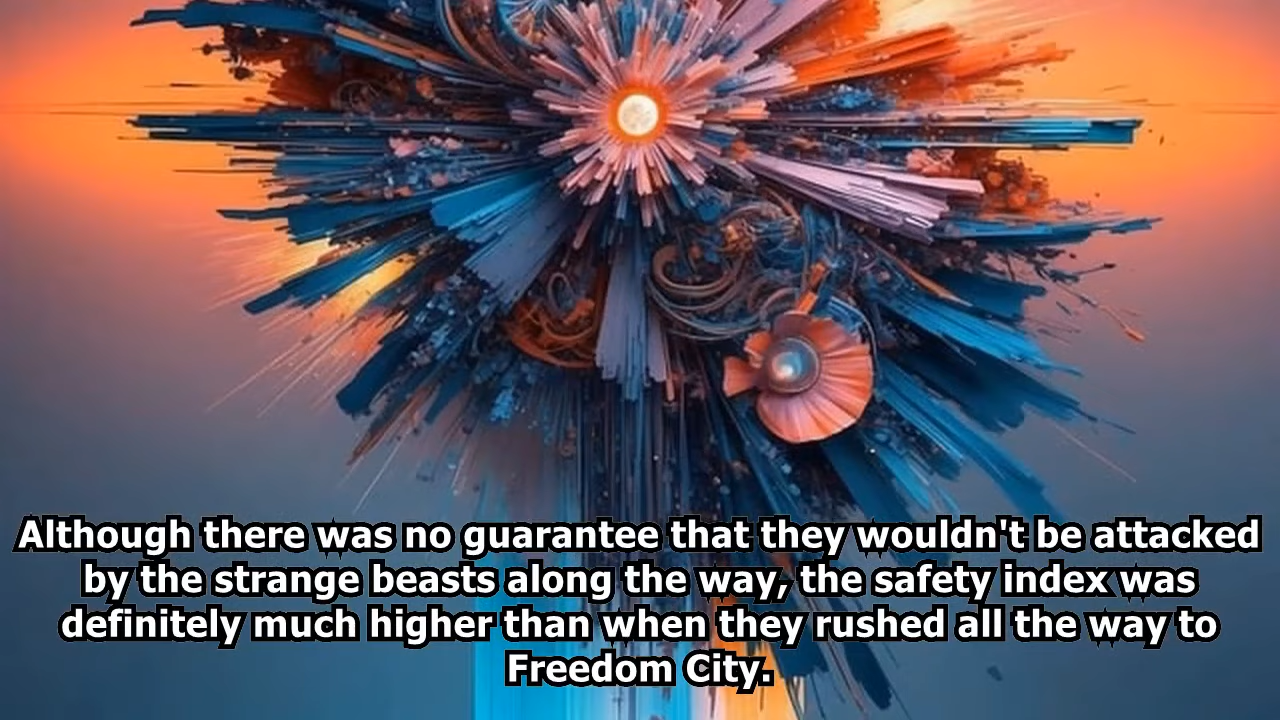 Although there was no guarantee that they wouldn't be attacked
by the strange beasts along the way, the safety index was
definitely much higher than when they rushed all the way to
Freedom City.